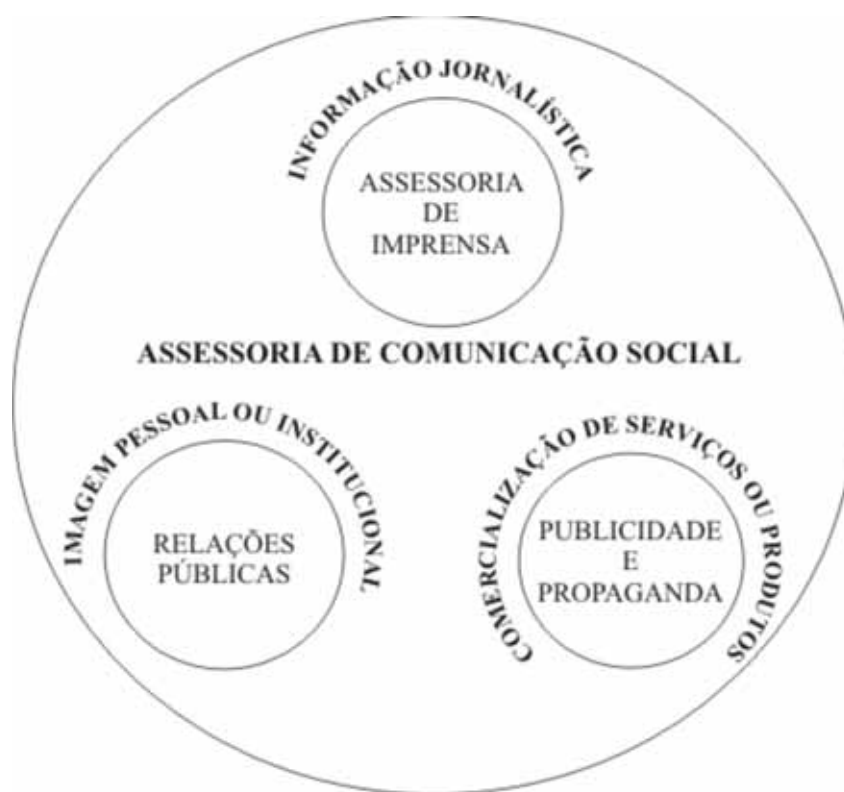 INFORMAÇÃO JORNALÍSTICA
ASSESSORIA
DE
IMPRENSA
ASSESSORIA DE COMUNICAÇÃO SOCIAL
IMAGEM PESSOAL OU INSTITUCIONAL
RELAÇÕES
PÚBLICAS
COMERCIALIZAÇÃO DE SERVIÇOS OU PRODUTOS
PUBLICIDADE
E
PROPAGANDA